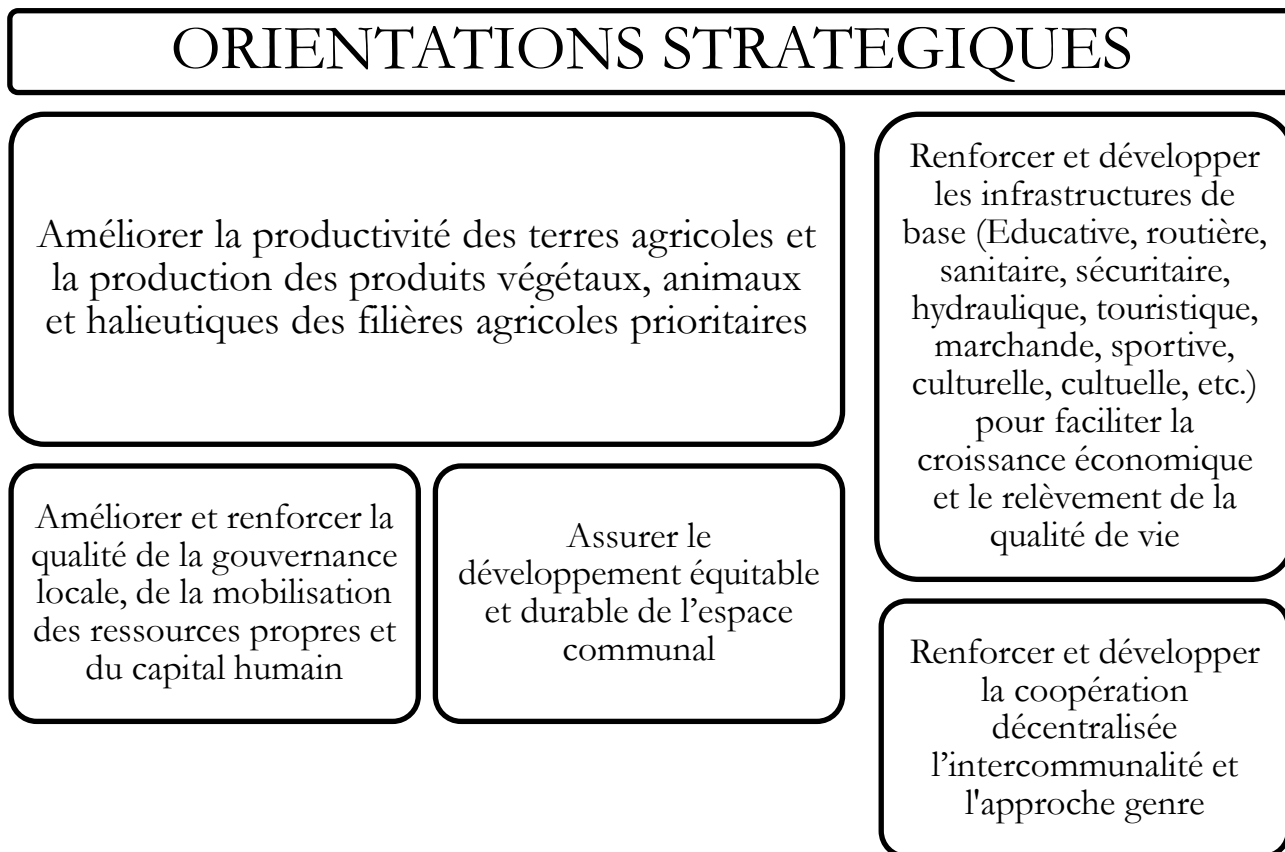 ORIENTATIONS STRATEGIQUES
Améliorer la productivité des terres agricoles et
la production des produits végétaux, animaux
et halieutiques des filières agricoles prioritaires
Renforcer et développer
les infrastructures de
base (Educative, routière,
sanitaire, sécuritaire,
hydraulique, touristique,
marchande, sportive,
culturelle, cultuelle, etc.)
pour faciliter la
croissance économique
et le relèvement de la
qualité de vie
Améliorer et renforcer la
qualité de la gouvernance
locale, de la mobilisation
des ressources propres et
du capital humain
Assurer le
développement équitable
et durable de l’espace
communal
Renforcer et développer
la coopération
décentralisée
l’intercommunalité et
l'approche genre